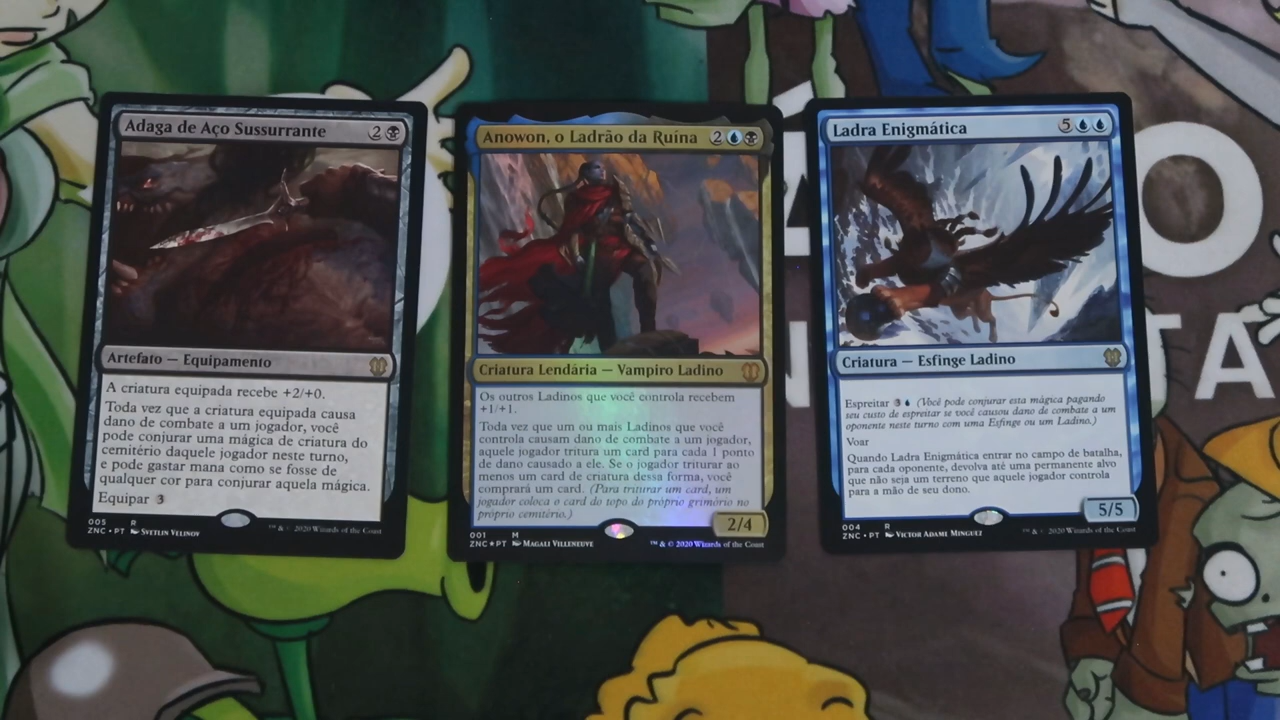 Adaga de Aço Sussurrante 2
Artefato — Equipamento
A criatura equipada recebe +2/+0.
Toda vez que a criatura equipada causa
dano de combate a um jogador, você
pode conjurar uma mágica de criatura do
cemitério daquele jogador neste turno,
e pode gastar mana como se fosse de
qualquer cor para conjurar aquela mágica.
Equipar 3
005 R
ZNC • PT Svetlin Velinov
™ & © 2020 Wizards of the Coast
Anowon, o Ladrão da Ruína 2
Criatura Lendária — Vampiro Ladino
Os outros Ladinos que você controla recebem
+1/+1.
Toda vez que um ou mais Ladinos que você
controla causam dano de combate a um jogador,
aquele jogador tritura um card para cada 1 ponto
de dano causado a ele. Se o jogador triturar ao
menos um card de criatura dessa forma, você
comprará um card. (Para triturar um card, um
jogador coloca o card do topo do próprio grimório no
próprio cemitério.)
2/4
001 M
ZNC ★ PT Magali Villeneuve
™ & © 2020 Wizards of the Coast
Ladra Enigmática 5
Criatura — Esfinge Ladino
Espreitar 3 (Você pode conjurar esta mágica pagando
seu custo de espreitar se você causou dano de combate a um
oponente neste turno com uma Esfinge ou um Ladino.)
Voar
Quando Ladra Enigmática entrar no campo de batalha,
para cada oponente, devolva até uma permanente alvo
que não seja um terreno que aquele jogador controla
para a mão de seu dono.
5/5
004 R
ZNC • PT Victor Adame Minguez
™ & © 2020 Wizards of the Coast